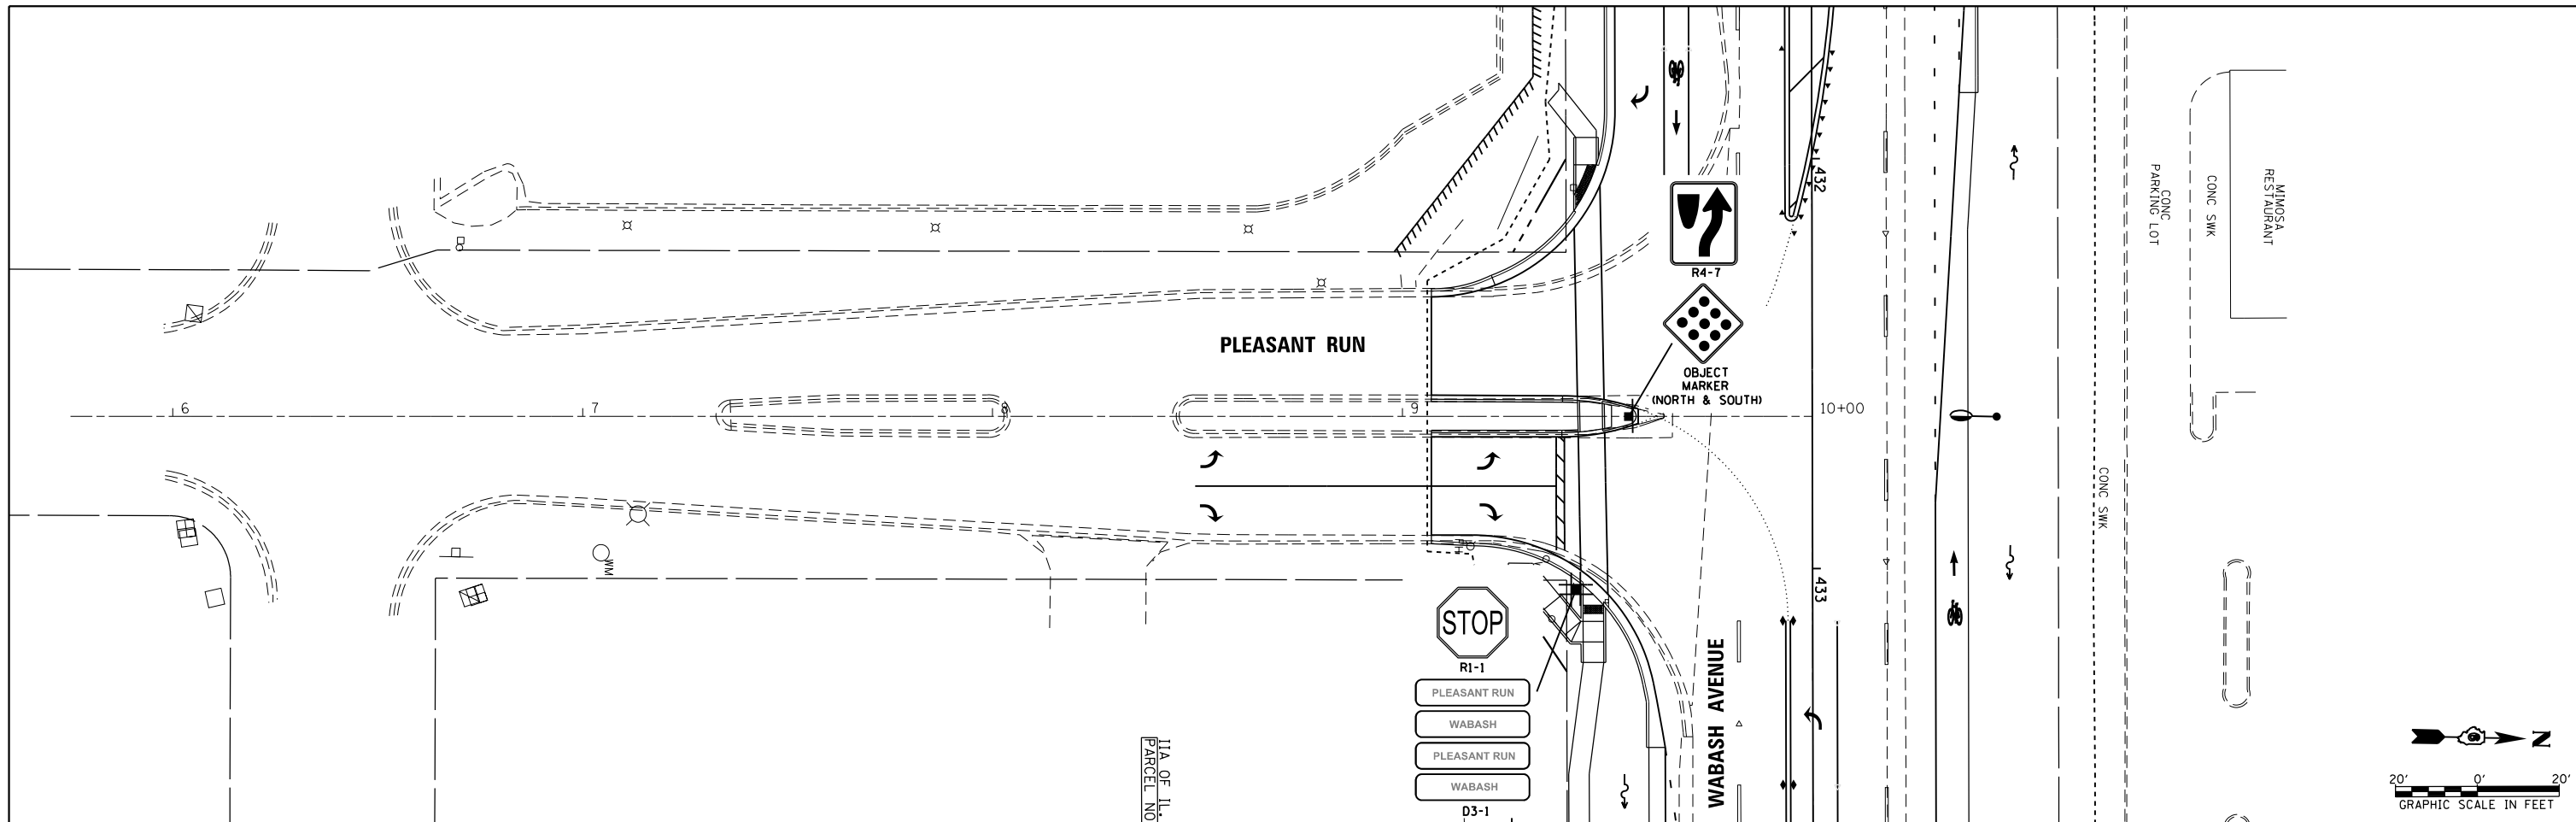 432
MIMOSA
RESTAURANT
CONC SWK
CONC
PARKING LOT
R4-7
PLEASANT RUN
OBJECT
MARKER
(NORTH & SOUTH)
6
7
8
9
10+00
CONC SWK
WM
433
STOP
R1-1
PLEASANT RUN
WABASH
PLEASANT RUN
WABASH
D3-1
WABASH AVENUE
IIA OF IL.
PARCEL NO
N
20' 0' 20'
GRAPHIC SCALE IN FEET